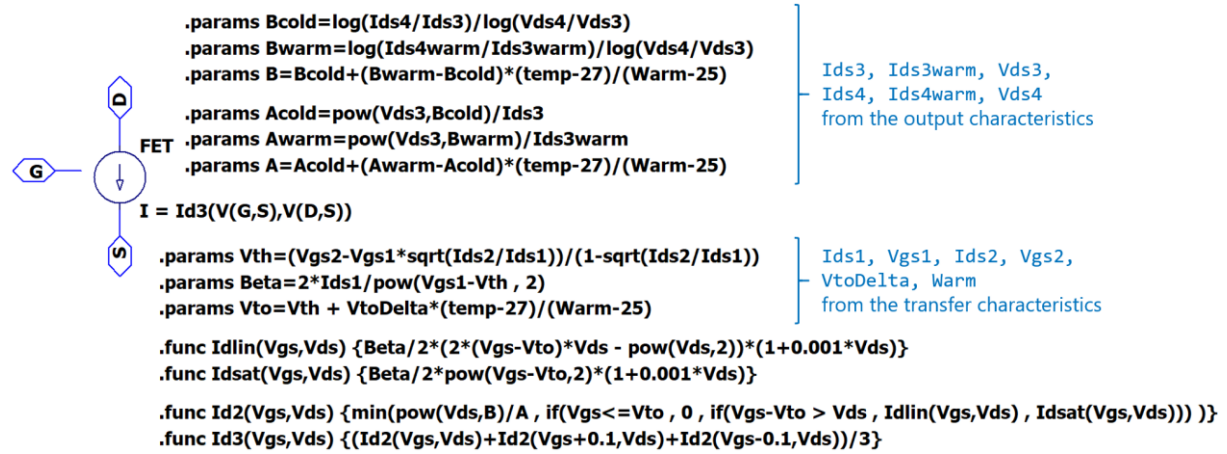 .params Bcold=log(Ids4/Ids3)/log(Vds4/Vds3)
.params Bwarm=log(Ids4warm/Ids3warm)/log(Vds4/Vds3)
.params B=Bcold+(Bwarm-Bcold)*(temp-27)/(Warm-25)
.params Acold=pow(Vds3,Bcold)/Ids3
.params Awarm=pow(Vds3,Bwarm)/Ids3warm
.params A=Acold+(Awarm-Acold)*(temp-27)/(Warm-25)
Ids3, Ids3warm, Vds3,
Ids4, Ids4warm, Vds4
from the output characteristics
D
FET
G
I = Id3(V(G,S),V(D,S))
S
.params Vth=(Vgs2-Vgs1*sqrt(Ids2/Ids1))/(1-sqrt(Ids2/Ids1))
.params Beta=2*Ids1/pow(Vgs1-Vth , 2)
.params Vto=Vth + VtoDelta*(temp-27)/(Warm-25)
Ids1, Vgs1, Ids2, Vgs2,
VtoDelta, Warm
from the transfer characteristics
.func Idlin(Vgs,Vds) {Beta/2*(2*(Vgs-Vto)*Vds - pow(Vds,2))*(1+0.001*Vds)}
.func Idsat(Vgs,Vds) {Beta/2*pow(Vgs-Vto,2)*(1+0.001*Vds)}
.func Id2(Vgs,Vds) {min(pow(Vds,B)/A , if(Vgs<=Vto , 0 , if(Vgs-Vto > Vds , Idlin(Vgs,Vds) , Idsat(Vgs,Vds))) )}
.func Id3(Vgs,Vds) {(Id2(Vgs,Vds)+Id2(Vgs+0.1,Vds)+Id2(Vgs-0.1,Vds))/3}